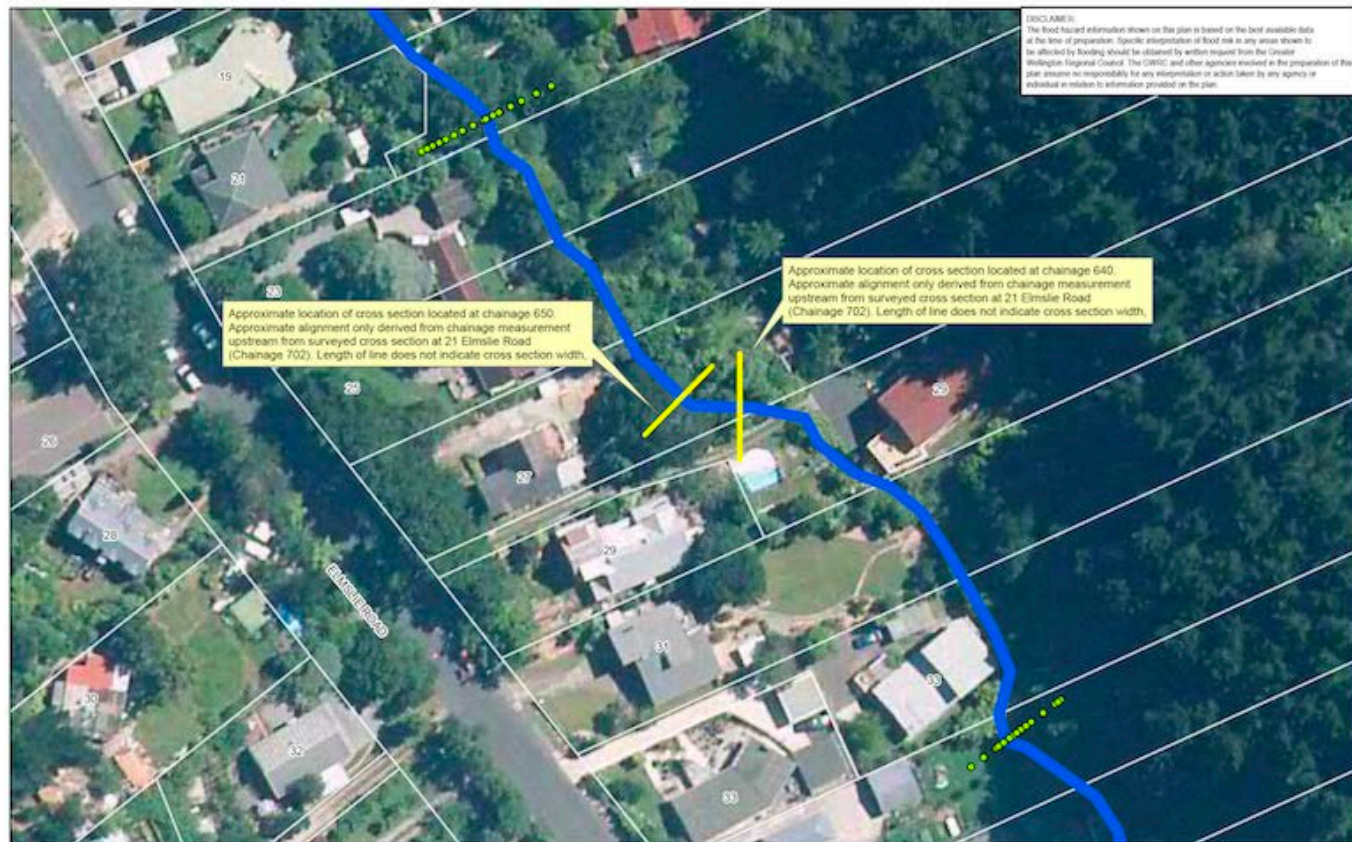 DISCLAIMER:
The flood hazard information shown on this plan is based on the best available data
at the time of preparation. Specific interpretation of flood risk in any areas shown to
be affected by flooding should be obtained by written request from the Greater
Wellington Regional Council. The GWRC and other agencies involved in the preparation of this
plan assume no responsibility for any interpretation or action taken by any agency or
individual in relation to information provided on the plan.
19
21
Approximate location of cross section located at chainage 640.
Approximate alignment only derived from chainage measurement
upstream from surveyed cross section at 21 Elmslie Road
(Chainage 702). Length of line does not indicate cross section width,
23
Approximate location of cross section located at chainage 650.
Approximate alignment only derived from chainage measurement
upstream from surveyed cross section at 21 Elmslie Road
(Chainage 702). Length of line does not indicate cross section width,
25
29
26
27
28
29
ELMSLIE ROAD
31
33
30
32
33